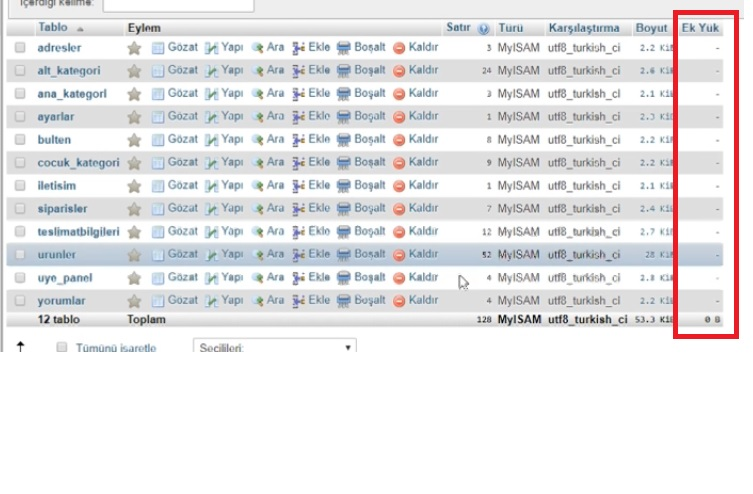 İçerdiği kelime:
Tablo Eylem Satır Türü Karşılaştırma Boyut Ek Yük
adresler Gözat Yapı Ara Ekle Boşalt Kaldır 3 MyISAM utf8_turkish_ci 2.2 KiB -
alt_kategori Gözat Yapı Ara Ekle Boşalt Kaldır 24 MyISAM utf8_turkish_ci 2.6 KiB -
ana_kategori Gözat Yapı Ara Ekle Boşalt Kaldır 3 MyISAM utf8_turkish_ci 2.1 KiB -
ayarlar Gözat Yapı Ara Ekle Boşalt Kaldır 1 MyISAM utf8_turkish_ci 2.3 KiB -
bulten Gözat Yapı Ara Ekle Boşalt Kaldır 8 MyISAM utf8_turkish_ci 2.2 KiB -
cocuk_kategori Gözat Yapı Ara Ekle Boşalt Kaldır 9 MyISAM utf8_turkish_ci 2.2 KiB -
iletisim Gözat Yapı Ara Ekle Boşalt Kaldır 1 MyISAM utf8_turkish_ci 2.1 KiB -
siparisler Gözat Yapı Ara Ekle Boşalt Kaldır 7 MyISAM utf8_turkish_ci 2.4 KiB -
teslimatbilgileri Gözat Yapı Ara Ekle Boşalt Kaldır 12 MyISAM utf8_turkish_ci 2.7 KiB -
urunler Gözat Yapı Ara Ekle Boşalt Kaldır 52 MyISAM utf8_turkish_ci 28 KiB -
uye_panel Gözat Yapı Ara Ekle Boşalt Kaldır 4 MyISAM utf8_turkish_ci 2.8 KiB -
yorumlar Gözat Yapı Ara Ekle Boşalt Kaldır 4 MyISAM utf8_turkish_ci 2.2 KiB -
12 tablo Toplam 128 MyISAM utf8_turkish_ci 53.3 KiB 0 B
Tümünü işaretle Seçilileri: